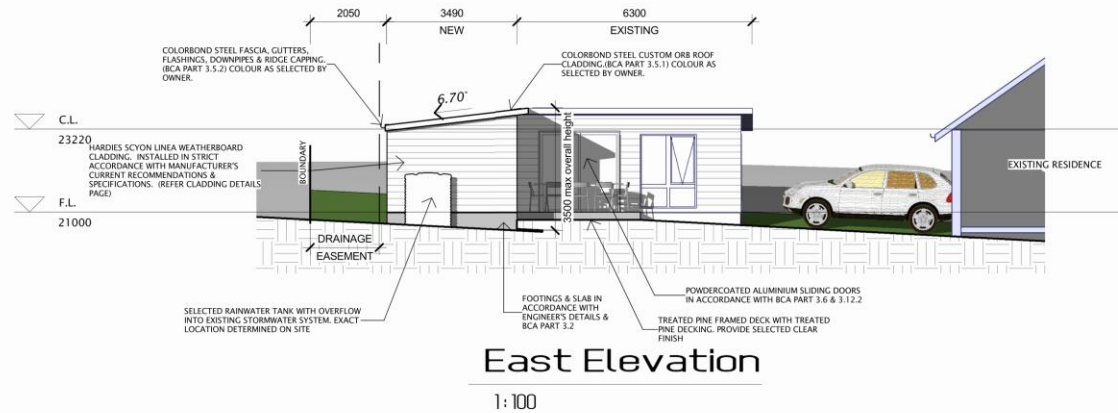 2050
3490
6300
NEW
EXISTING
COLORBOND STEEL FASCIA, GUTTERS,
FLASHINGS, DOWNPIPES & RIDGE CAPPING.
(BCA PART 3.5.2) COLOUR AS SELECTED BY
OWNER.
COLORBOND STEEL CUSTOM ORB ROOF
CLADDING.(BCA PART 3.5.1) COLOUR AS
SELECTED BY OWNER.
6.70°
C.L.
23220
HARDIES SCYON LINEA WEATHERBOARD
CLADDING. INSTALLED IN STRICT
ACCORDANCE WITH MANUFACTURER'S
CURRENT RECOMMENDATIONS &
SPECIFICATIONS. (REFER CLADDING DETAILS
PAGE)
BOUNDARY
3500 max overall height
EXISTING RESIDENCE
F.L.
21000
DRAINAGE
EASEMENT
SELECTED RAINWATER TANK WITH OVERFLOW
INTO EXISTING STORMWATER SYSTEM. EXACT
LOCATION DETERMINED ON SITE
FOOTINGS & SLAB IN
ACCORDANCE WITH
ENGINEER'S DETAILS &
BCA PART 3.2
POWDERCOATED ALUMINIUM SLIDING DOORS
IN ACCORDANCE WITH BCA PART 3.6 & 3.12.2
TREATED PINE FRAMED DECK WITH TREATED
PINE DECKING. PROVIDE SELECTED CLEAR
FINISH
East Elevation
1:100